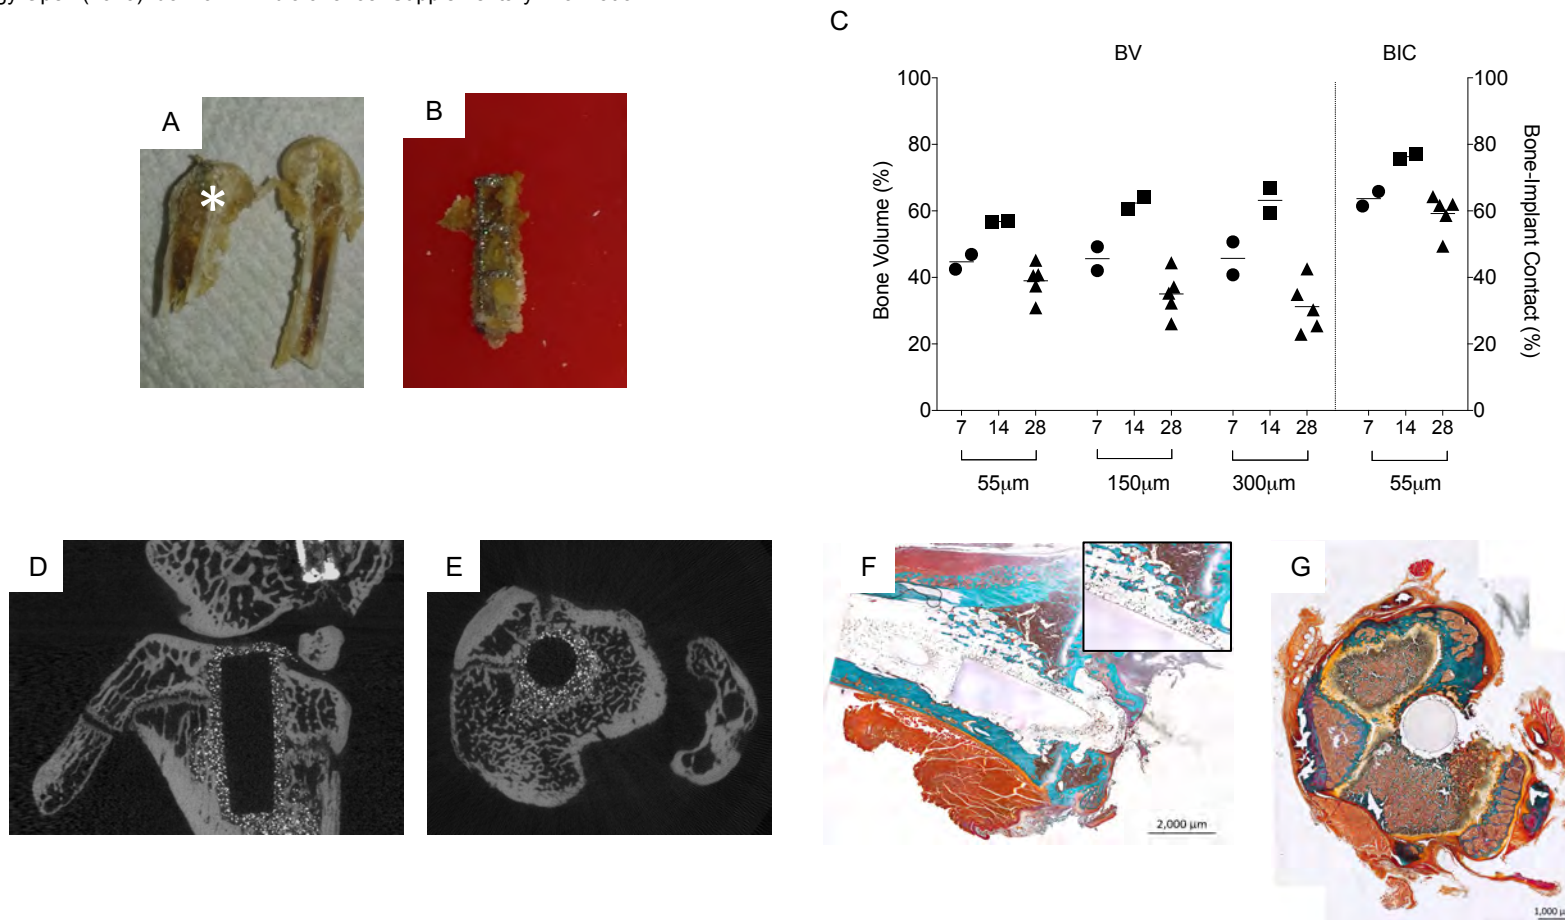 C
A
B
BV
BIC
100
80
60
40
20
0
Bone Volume (%)
100
80
60
40
20
0
Bone-Implant Contact (%)
7 14 28 7 14 28 7 14 28 7 14 28
55μm 150μm 300μm 55μm
D
E
F
G
2,000 μm
1,000 μ